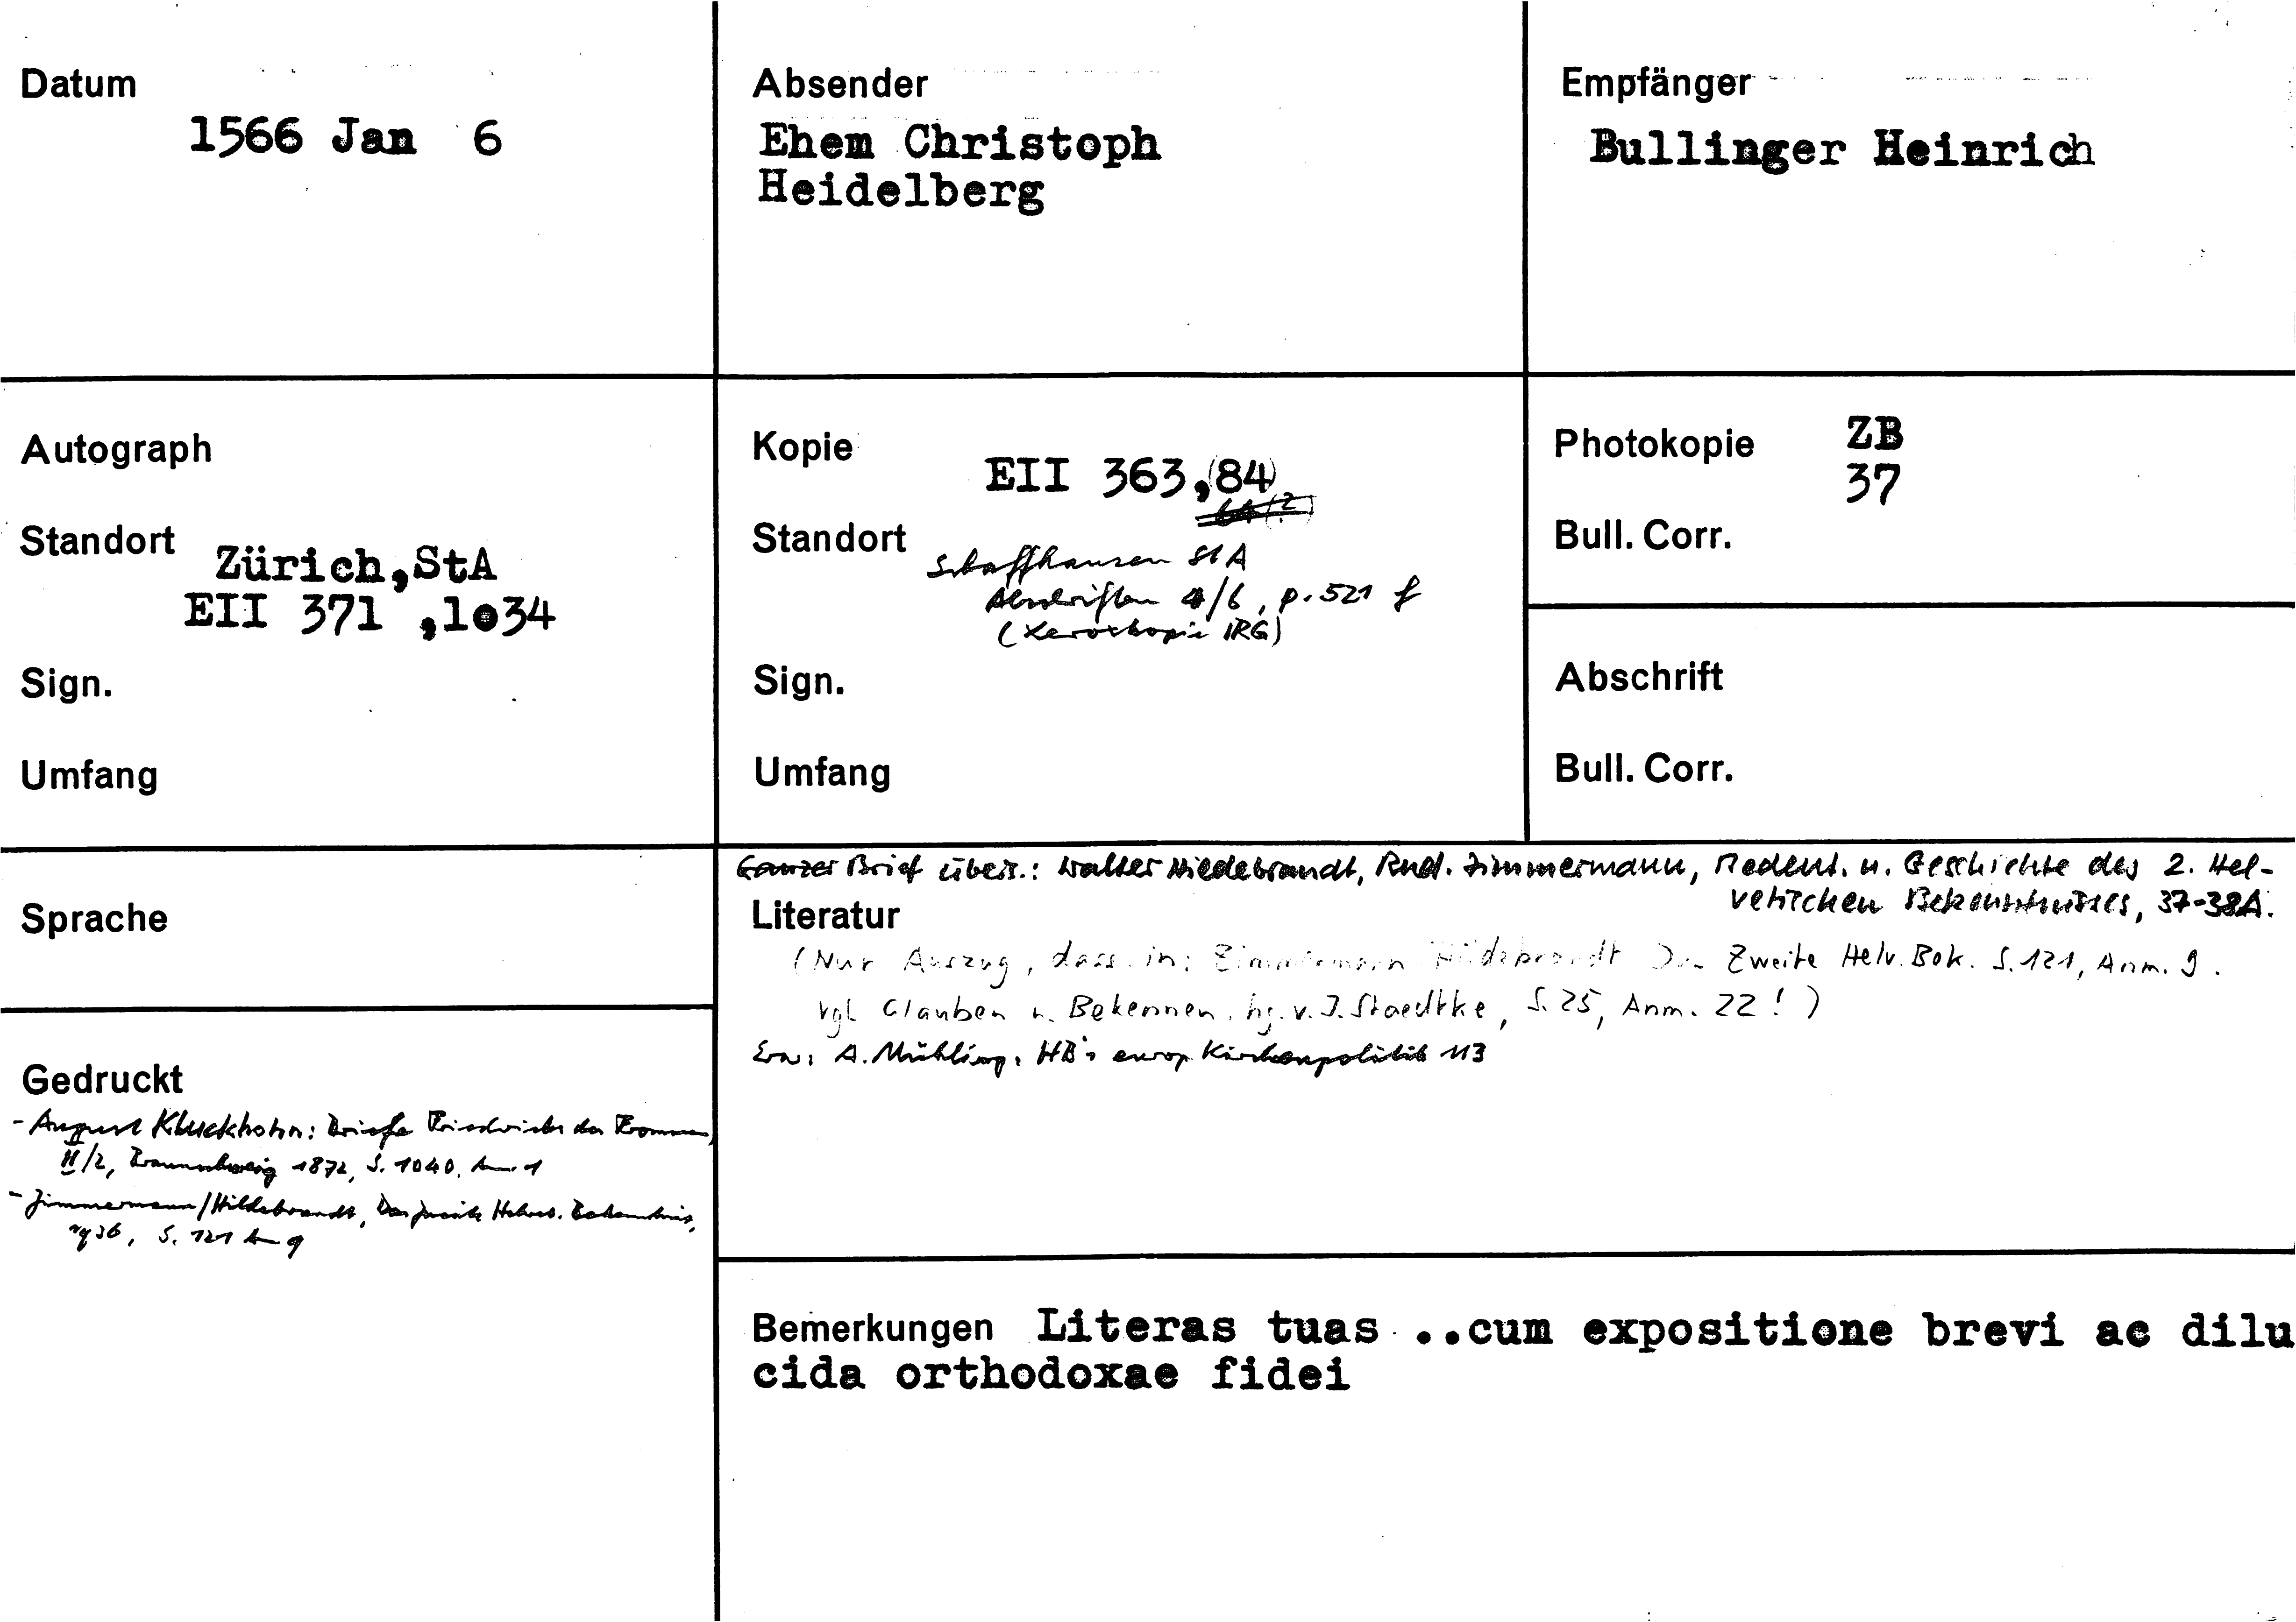 Datum
1566 Jan 6
Absender
Ehem Christoph
Heidelberg
Empfänger
Bullinger Heinrich
Autograph
Standort
Zürich,StA
EII 371 ,1034
Sign.
Umfang
Kopie
EII 363,(84)
Standort
Schaffhausen StA
Abschriften 4/6, p. 521 f
(Xerokopie IRG)
Sign.
Umfang
Photokopie ZB
37
Bull. Corr.
Abschrift
Bull. Corr.
Sprache
Gedruckt
- August Kluckhohn: Briefe Friedrichs des Frommen,
II/2, Braunschweig 1872, S. 1040, Anm. 1
- Zimmermann/Hildebrandt, Das zweite Helvet. Bekenntnis,
1936, S. 121 A 9
Ganzer Brief übers.: Walter Hildebrandt, Rud. Zimmermann, Bedeut. u. Geschichte des 2. Hel-
vetischen Bekenntnisses, 37-38A.
Literatur
(Nur Auszug, dass. in: Zimmermann Hildebrandt Das Zweite Helv. Bek. S. 121, Anm. 9.
Vgl Glauben u. Bekennen, hg. v. J. Staedtke, S. 25, Anm. 22! )
Erw: A. Mühling, HB's europ Kirchenpolitik 113
Bemerkungen Literas tuas ..cum expositione brevi ac dilu
cida orthodoxae fidei